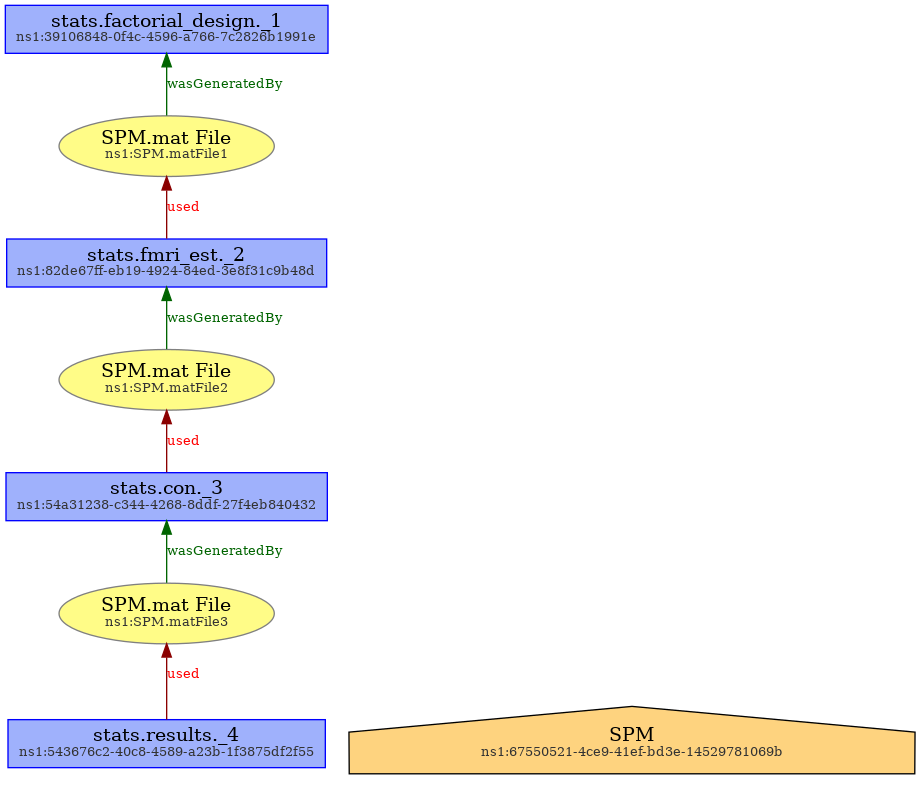 stats.factorial_design._1
ns1:39106848-0f4c-4596-a766-7c2826b1991e
wasGeneratedBy
SPM.mat File
ns1:SPM.matFile1
used
stats.fmri_est._2
ns1:82de67ff-eb19-4924-84ed-3e8f31c9b48d
wasGeneratedBy
SPM.mat File
ns1:SPM.matFile2
used
stats.con._3
ns1:54a31238-c344-4268-8ddf-27f4eb840432
wasGeneratedBy
SPM.mat File
ns1:SPM.matFile3
used
stats.results._4
ns1:543676c2-40c8-4589-a23b-1f3875df2f55
SPM
ns1:67550521-4ce9-41ef-bd3e-14529781069b